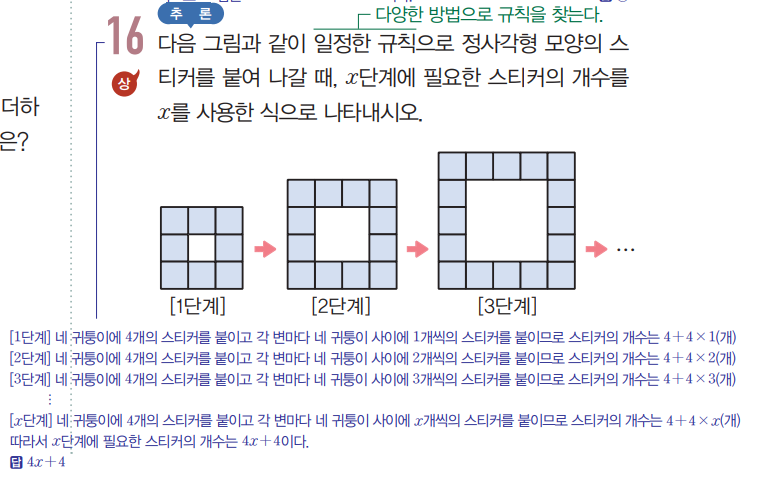 추 론
다양한 방법으로 규칙을 찾는다.
16
다음 그림과 같이 일정한 규칙으로 정사각형 모양의 스
상
티커를 붙여 나갈 때, x단계에 필요한 스티커의 개수를
x를 사용한 식으로 나타내시오.
더하
은?
[1단계]
[2단계]
[3단계]
…
[1단계] 네 귀퉁이에 4개의 스티커를 붙이고 각 변마다 네 귀퉁이 사이에 1개씩의 스티커를 붙이므로 스티커의 개수는 4+4×1(개)
[2단계] 네 귀퉁이에 4개의 스티커를 붙이고 각 변마다 네 귀퉁이 사이에 2개씩의 스티커를 붙이므로 스티커의 개수는 4+4×2(개)
[3단계] 네 귀퉁이에 4개의 스티커를 붙이고 각 변마다 네 귀퉁이 사이에 3개씩의 스티커를 붙이므로 스티커의 개수는 4+4×3(개)
⋮
[x단계] 네 귀퉁이에 4개의 스티커를 붙이고 각 변마다 네 귀퉁이 사이에 x개씩의 스티커를 붙이므로 스티커의 개수는 4+4×x(개)
따라서 x단계에 필요한 스티커의 개수는 4x+4이다.
답 4x+4